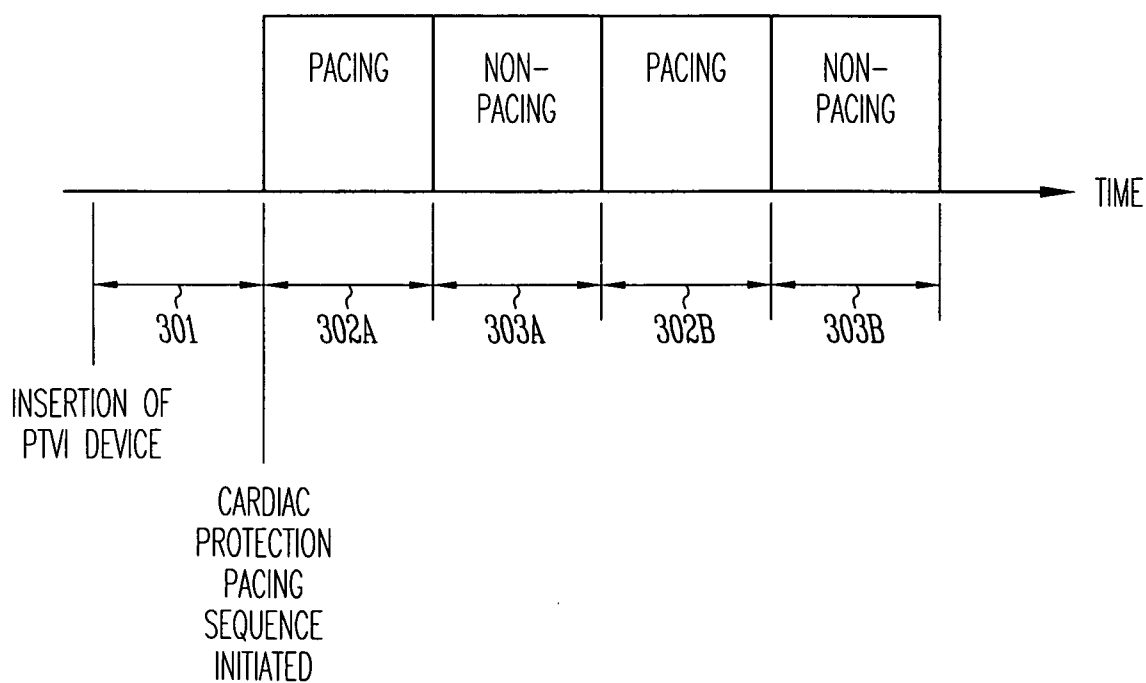 PACING
NON-
PACING
PACING
NON-
PACING
TIME
301
302A
303A
302B
303B
INSERTION OF
PTVI DEVICE
CARDIAC
PROTECTION
PACING
SEQUENCE
INITIATED